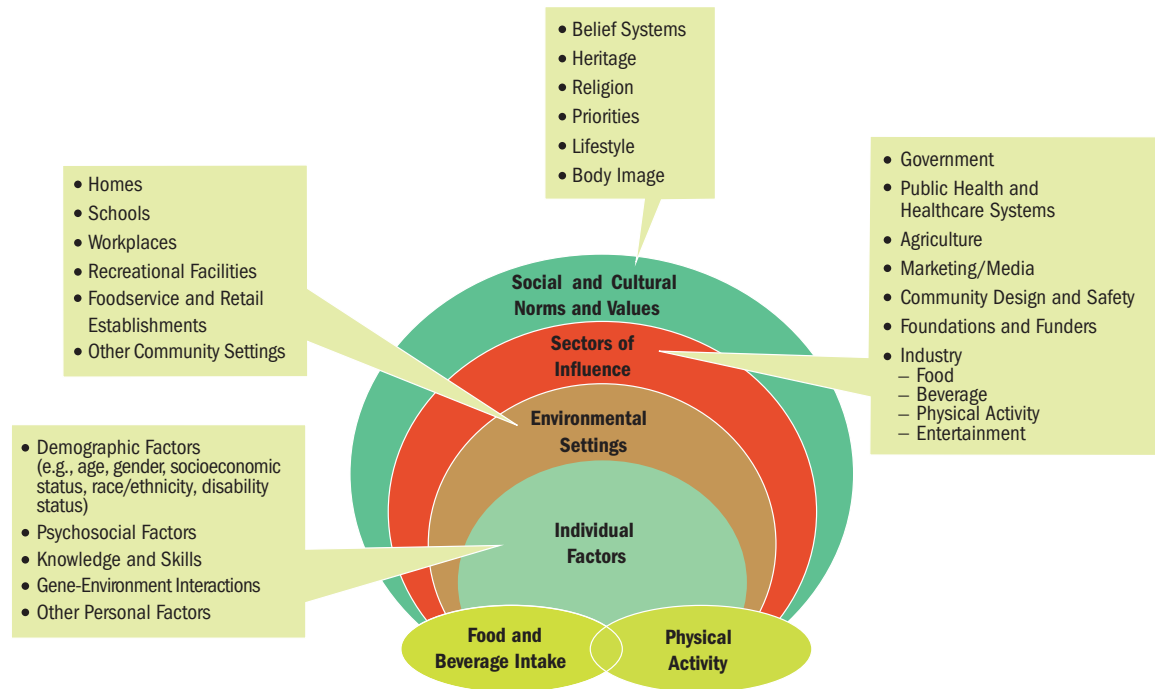 • Belief Systems
• Heritage
• Religion
• Priorities
• Lifestyle
• Body Image
• Homes
• Schools
• Workplaces
• Recreational Facilities
• Foodservice and Retail
Establishments
• Other Community Settings
• Government
• Public Health and
Healthcare Systems
• Agriculture
• Marketing/Media
• Community Design and Safety
• Foundations and Funders
• Industry
– Food
– Beverage
– Physical Activity
– Entertainment
Social and Cultural
Norms and Values
Sectors of
Influence
Environmental
Settings
Individual
Factors
• Demographic Factors
(e.g., age, gender, socioeconomic
status, race/ethnicity, disability
status)
• Psychosocial Factors
• Knowledge and Skills
• Gene-Environment Interactions
• Other Personal Factors
Food and
Beverage Intake
Physical
Activity